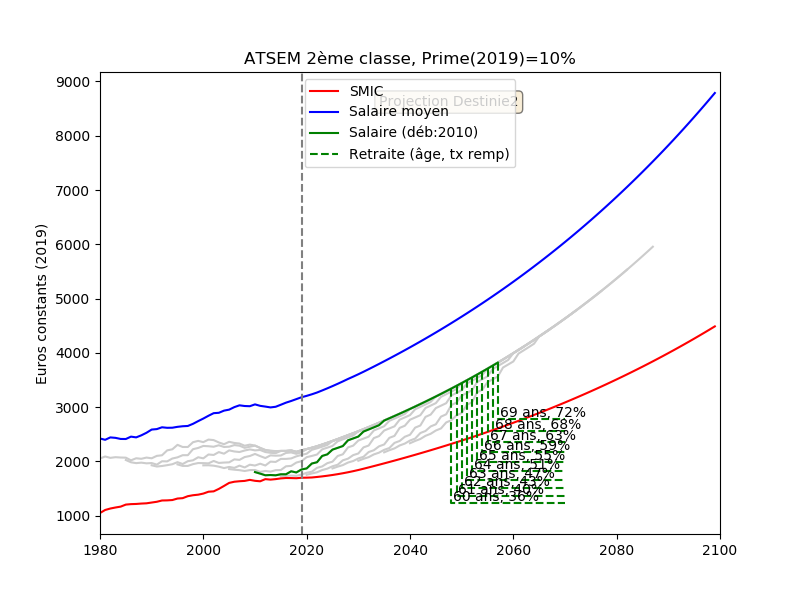 ATSEM 2ème classe, Prime(2019)=10%
Euros constants (2019)
9000
8000
7000
6000
5000
4000
3000
2000
1000
1980
2000
2020
2040
2060
2080
2100
SMIC
Salaire moyen
Salaire (déb:2010)
Retraite (âge, tx remp)
Projection Destinie2
69 ans, 72%
68 ans, 68%
67 ans, 63%
66 ans, 59%
65 ans, 55%
64 ans, 51%
63 ans, 47%
62 ans, 43%
61 ans, 40%
60 ans, 36%